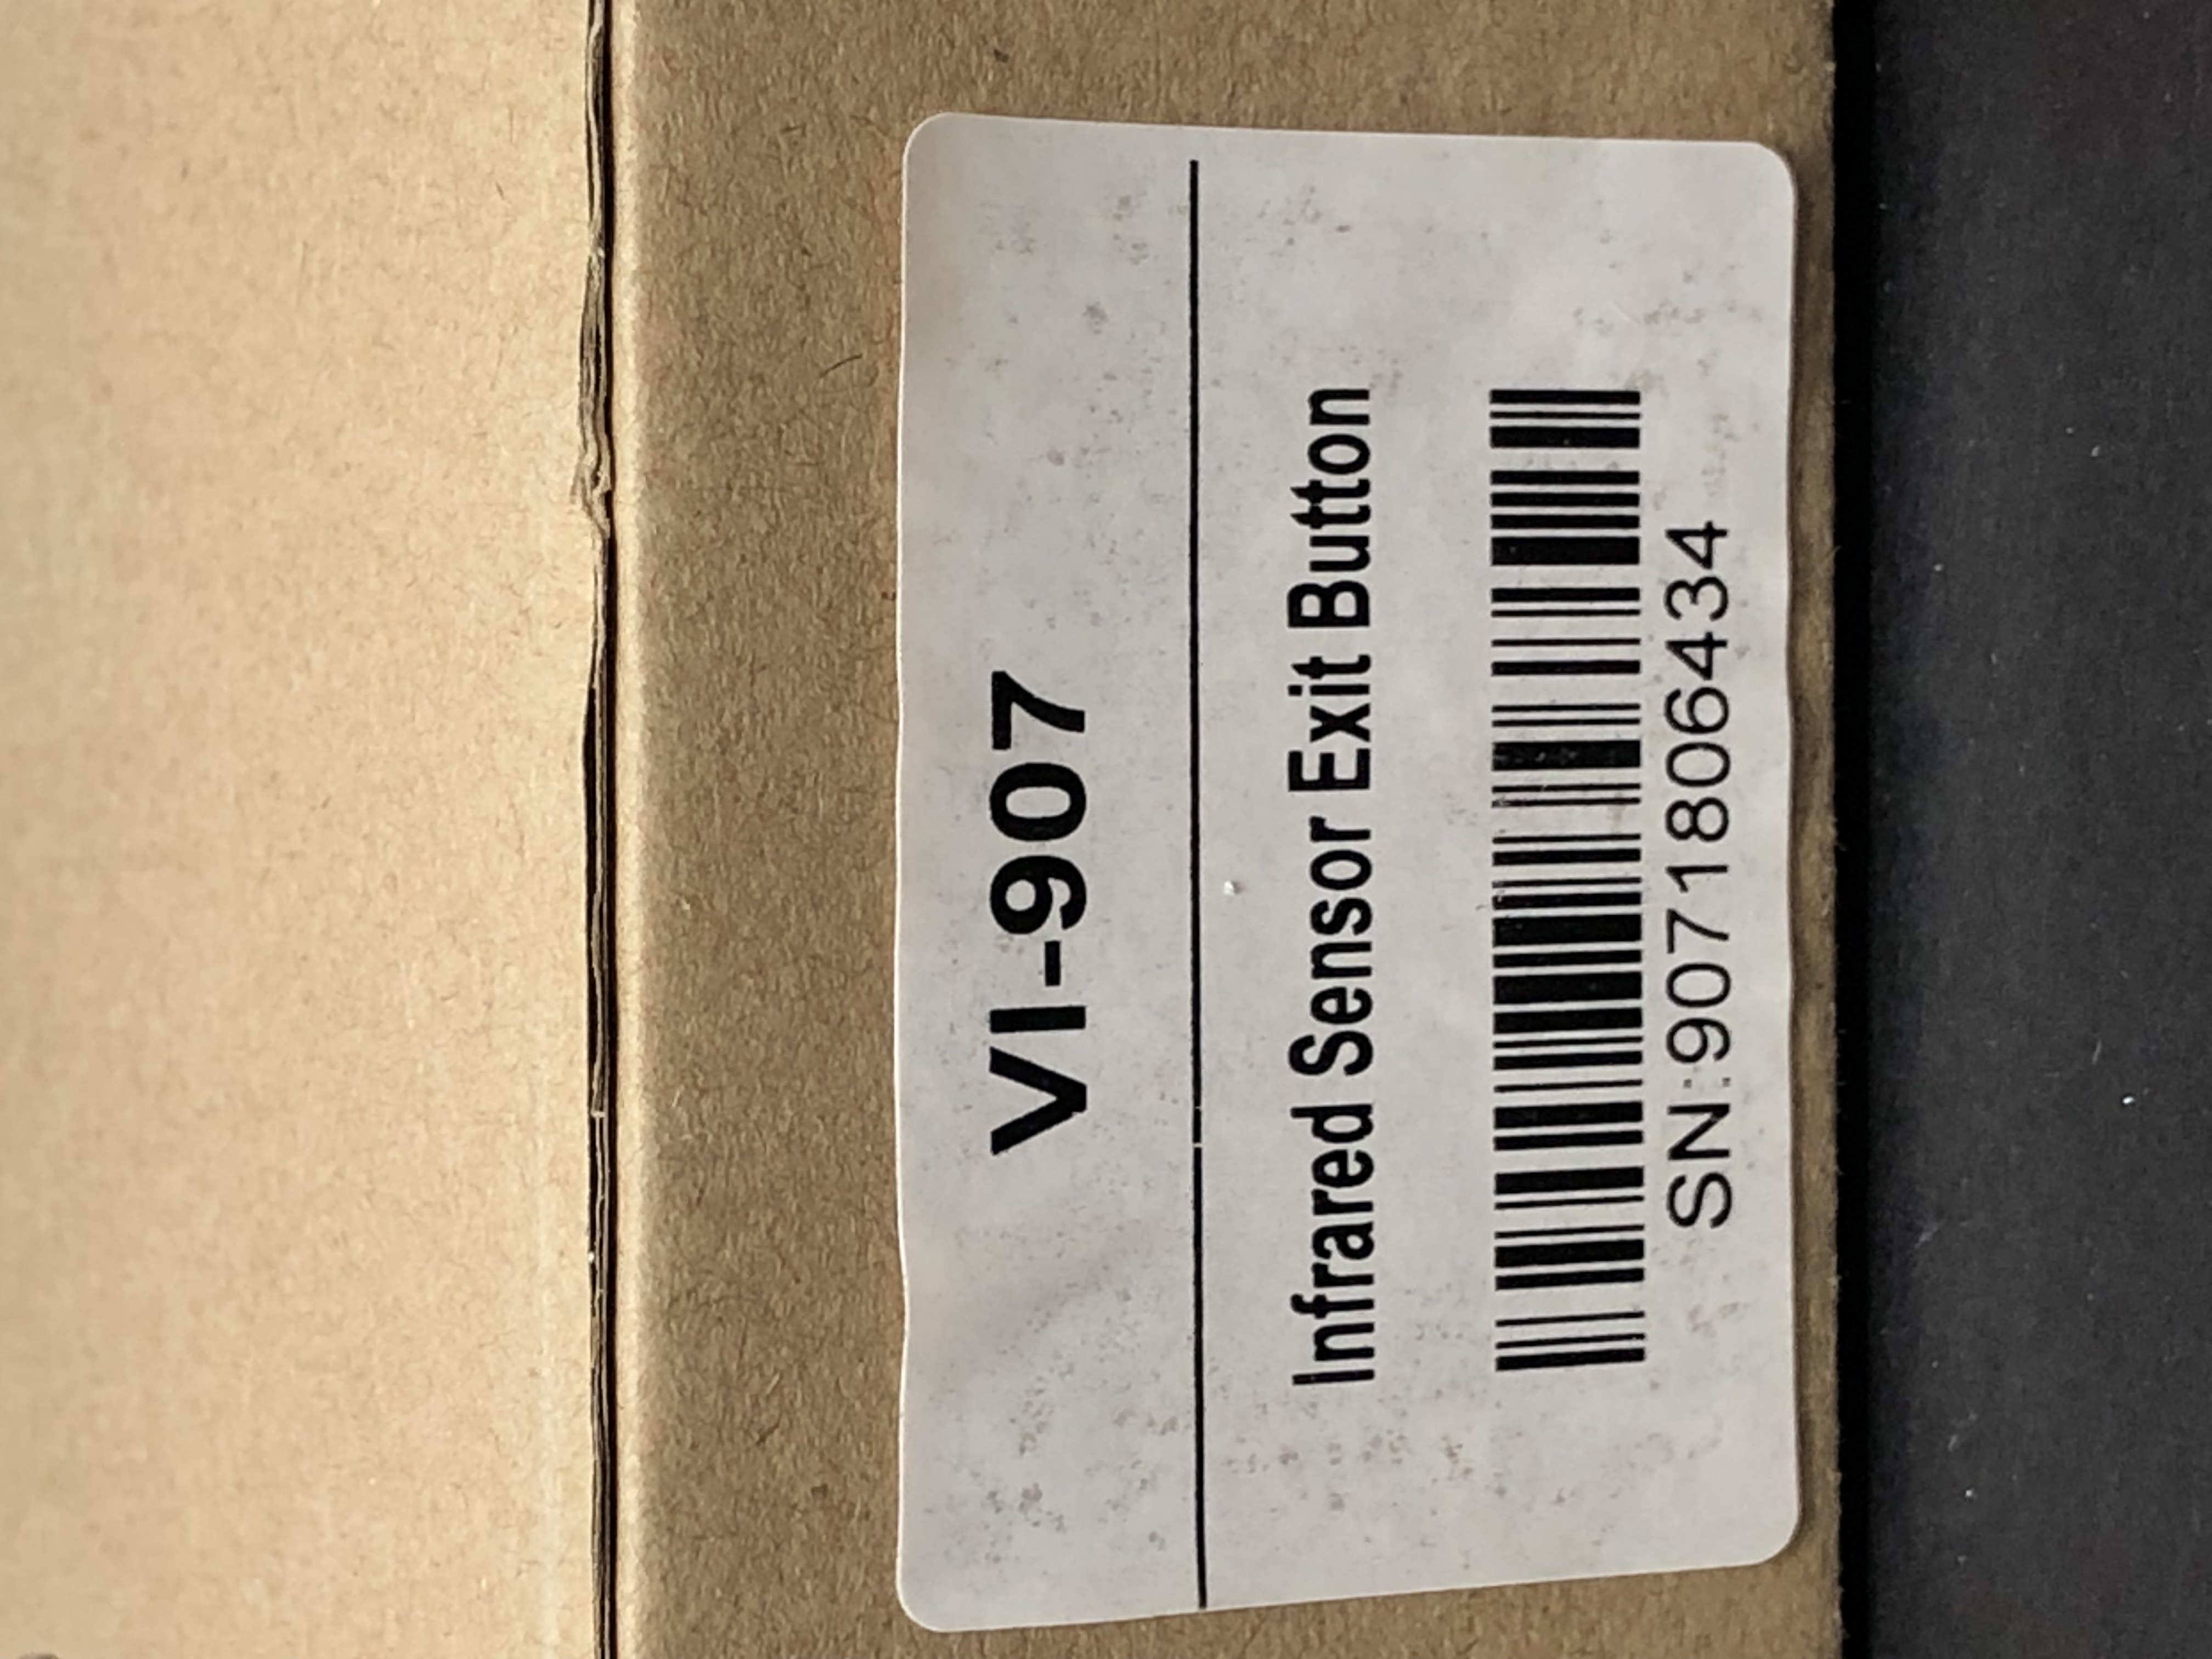 VI-907
Infrared Sensor Exit Button
SN:9071806434